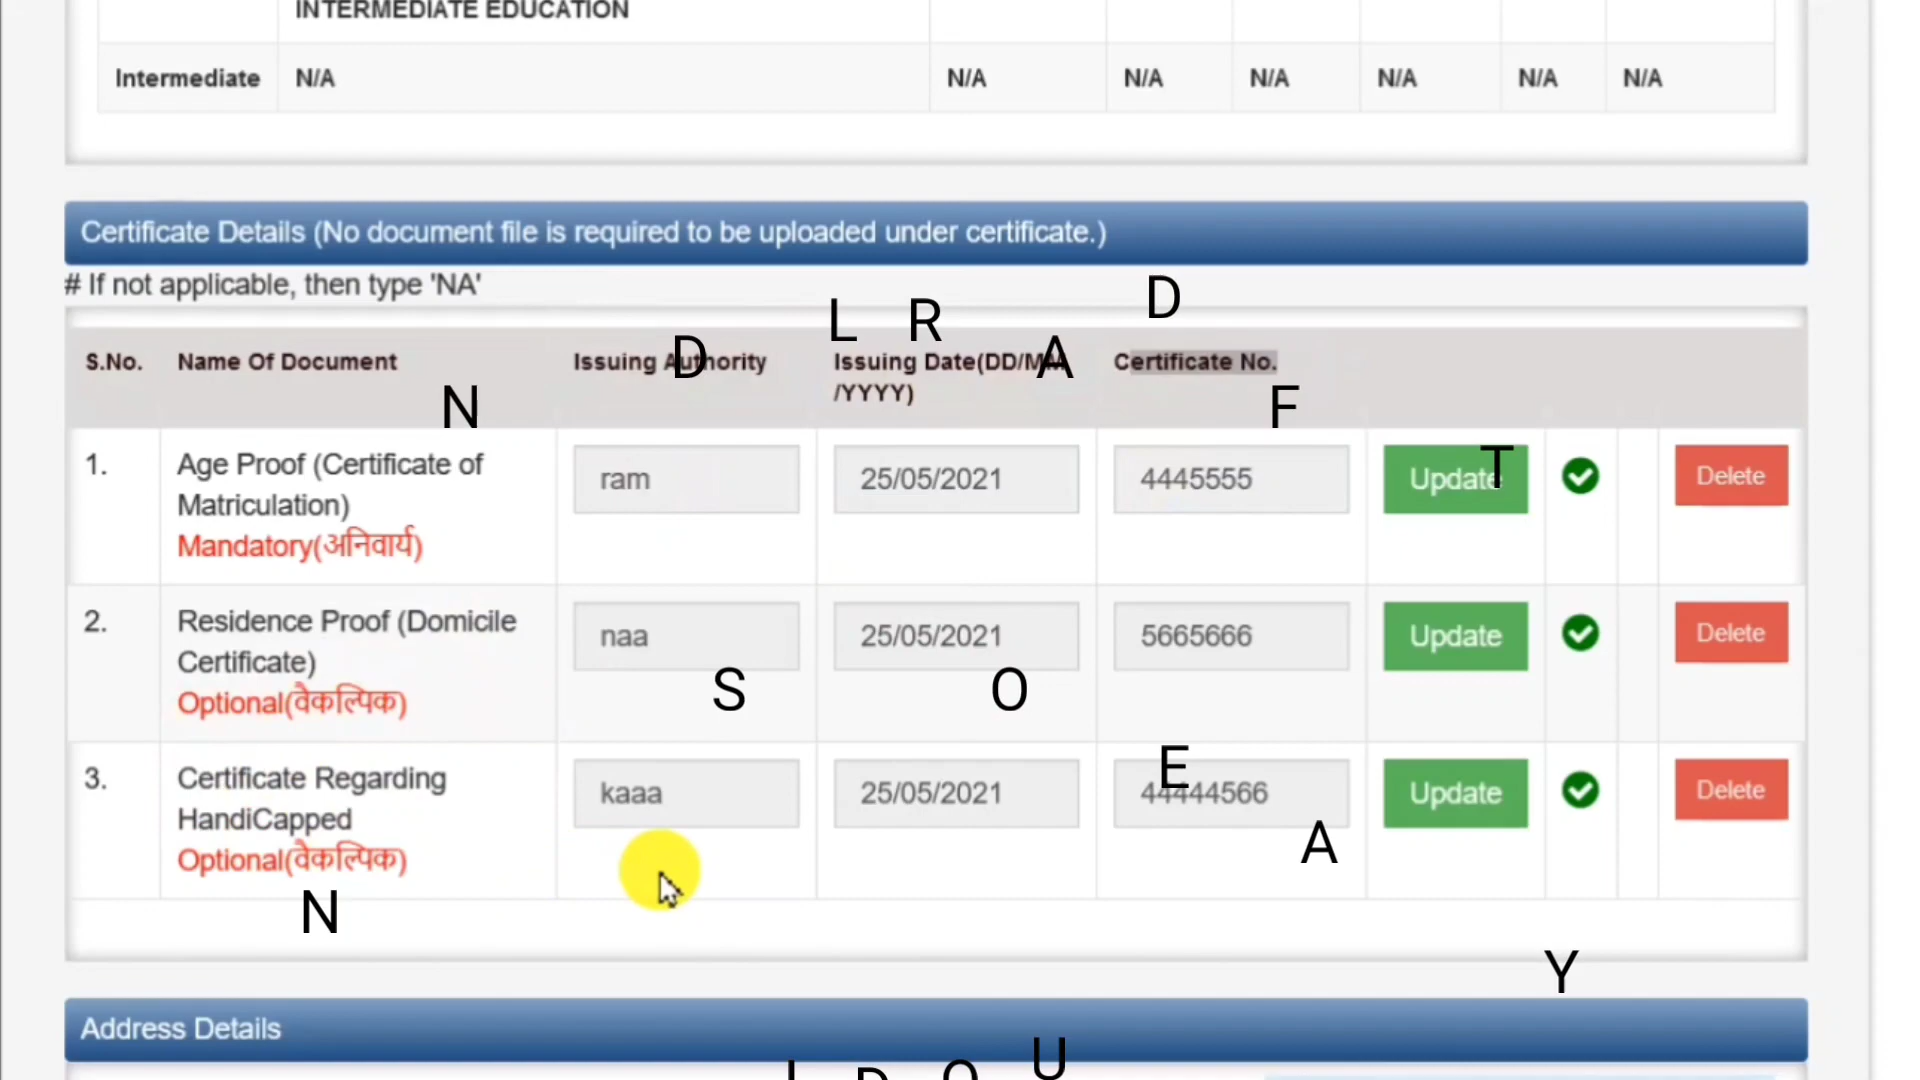 INTERMEDIATE EDUCATION
Intermediate N/A N/A N/A N/A N/A N/A N/A
Certificate Details (No document file is required to be uploaded under certificate.)
# If not applicable, then type 'NA'
D
L R
S.No. Name Of Document Issuing Authority Issuing Date(DD/MM/YYYY) Certificate No.
D A
N F
1. Age Proof (Certificate of Matriculation) ram 25/05/2021 4445555 Update Delete
T
Mandatory(अनिवार्य)
2. Residence Proof (Domicile Certificate) naa 25/05/2021 5665666 Update Delete
S O
Optional(वैकल्पिक)
3. Certificate Regarding HandiCapped kaaa 25/05/2021 44444566 Update Delete
E
A
Optional(वैकल्पिक)
N
Y
Address Details
U